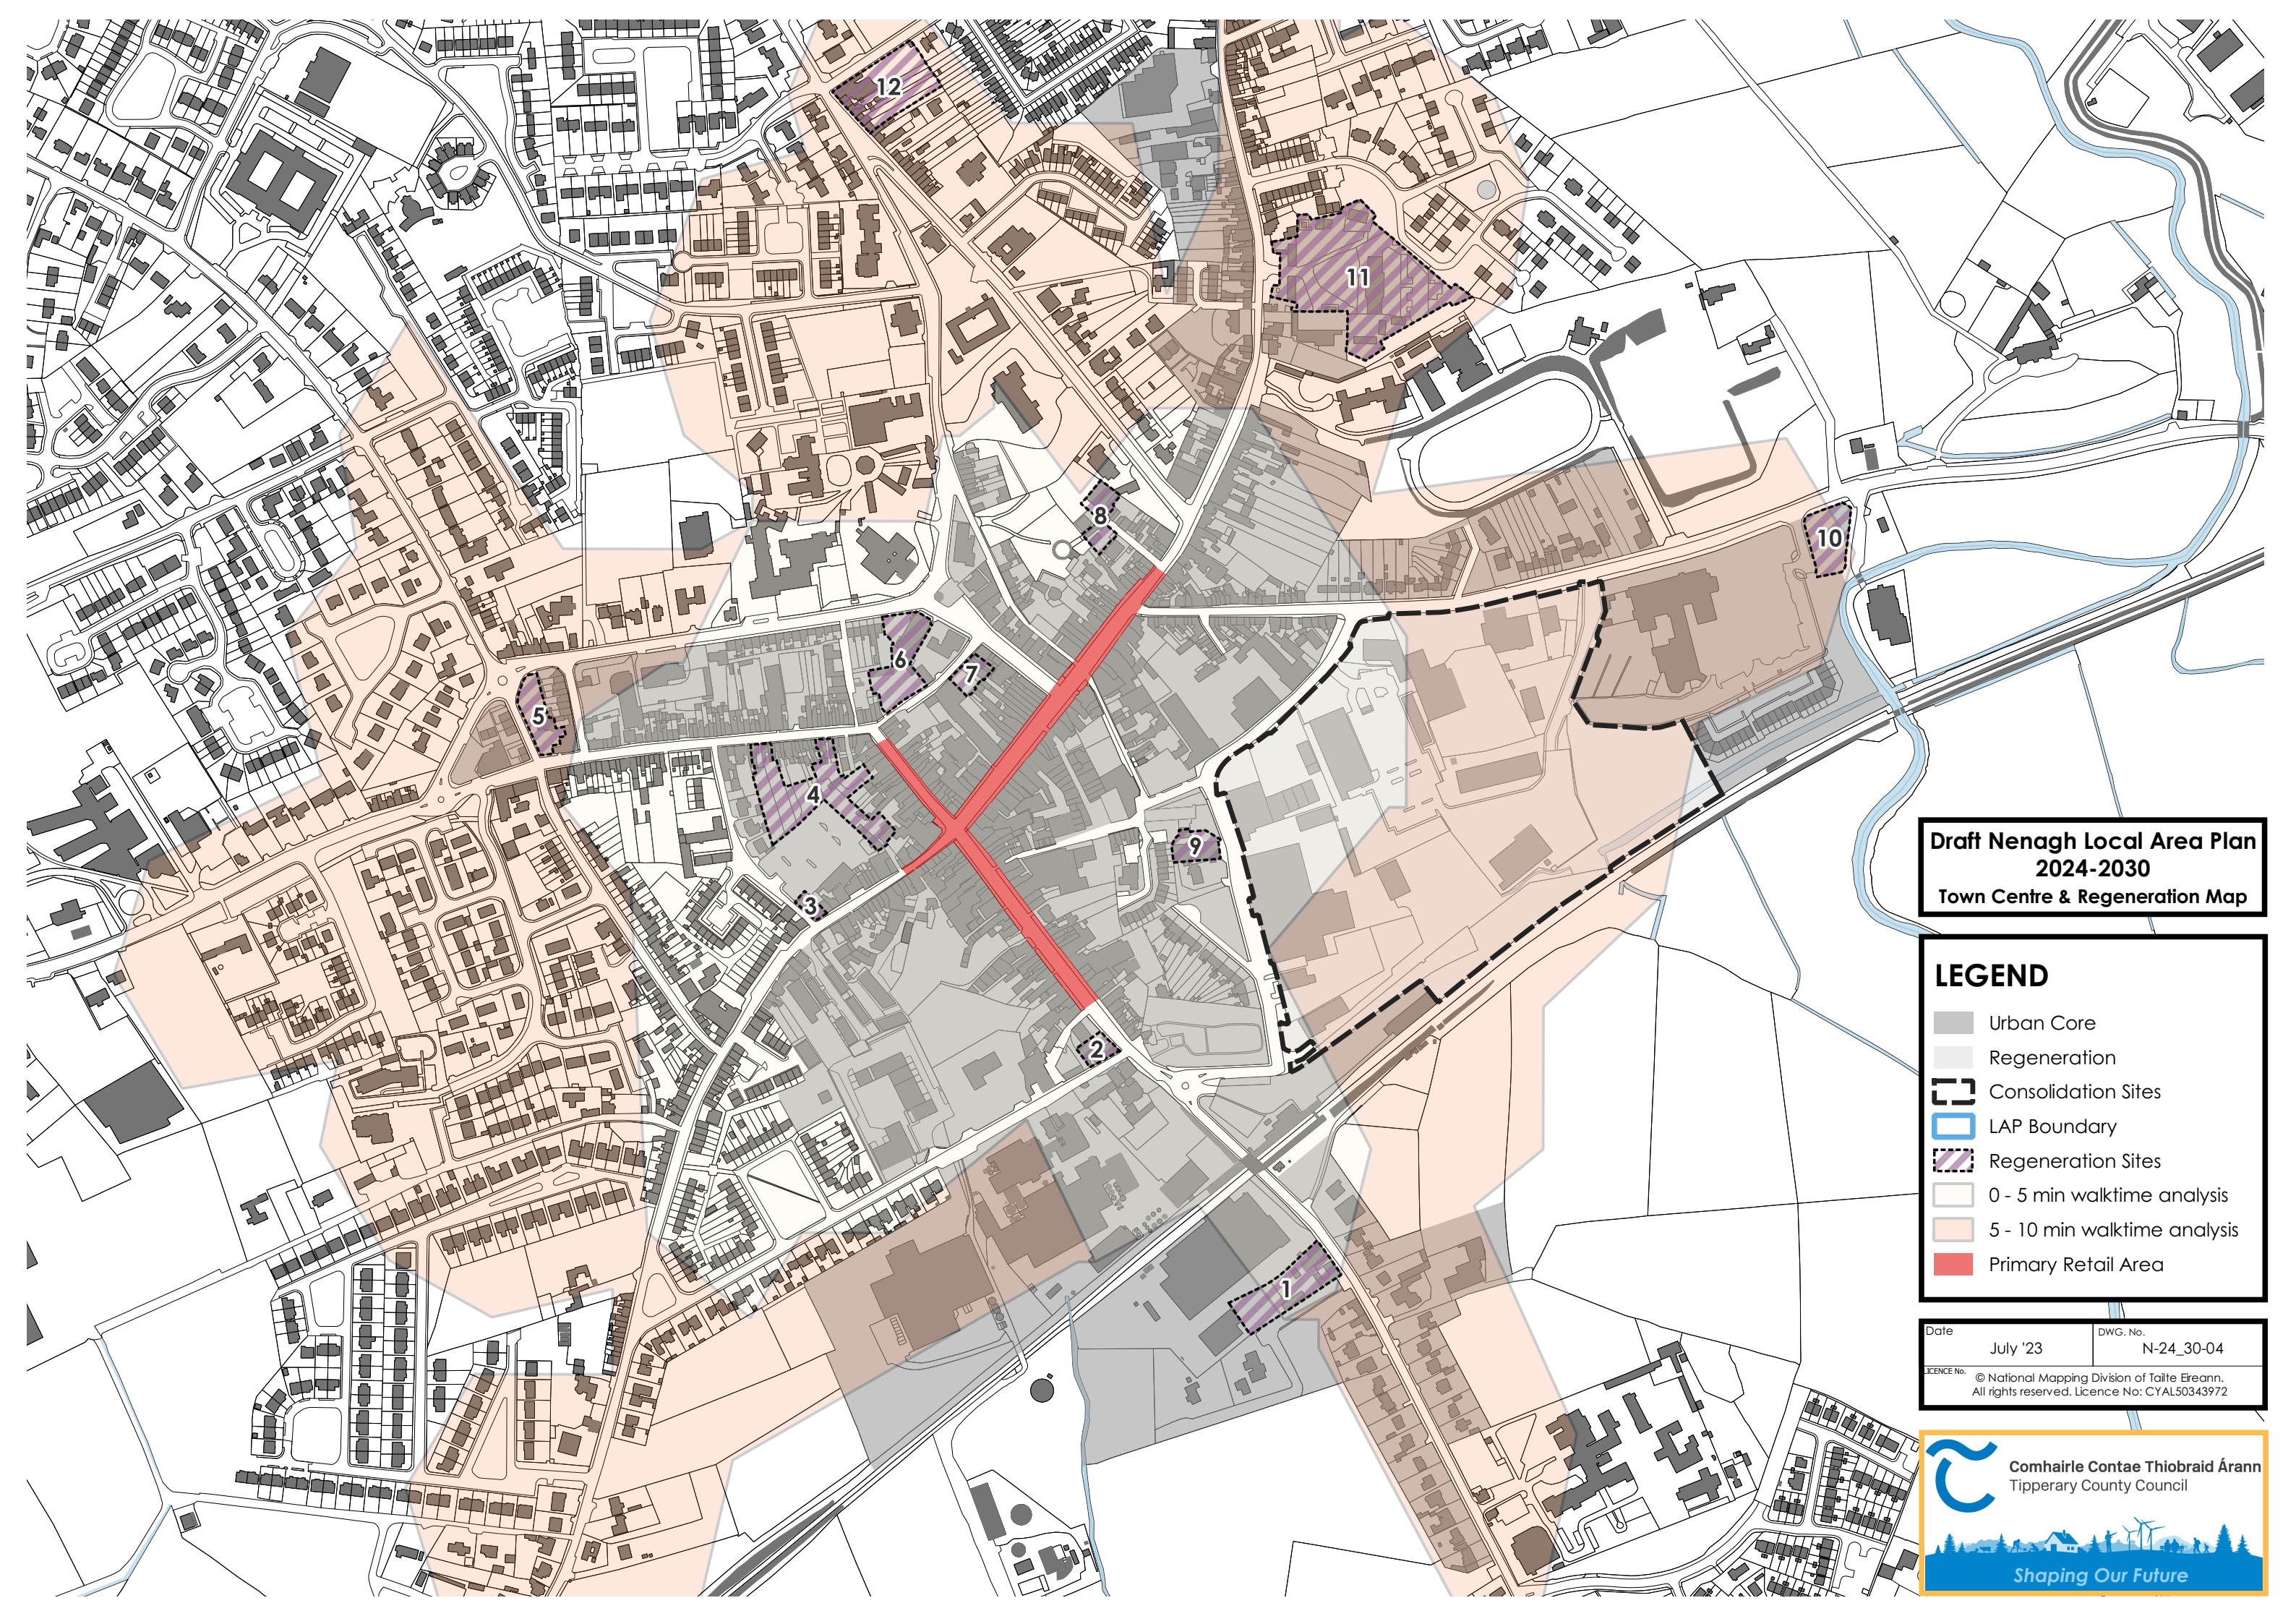 12
11
10
8
6
7
5
4
9
3
2
1
Draft Nenagh Local Area Plan
2024-2030
Town Centre & Regeneration Map
LEGEND
Urban Core
Regeneration
Consolidation Sites
LAP Boundary
Regeneration Sites
0 - 5 min walktime analysis
5 - 10 min walktime analysis
Primary Retail Area
Date
July '23
DWG. No.
N-24_30-04
LICENCE No.
© National Mapping Division of Tailte Eireann.
All rights reserved. Licence No: CYAL50343972
Comhairle Contae Thiobraid Árann
Tipperary County Council
Shaping Our Future